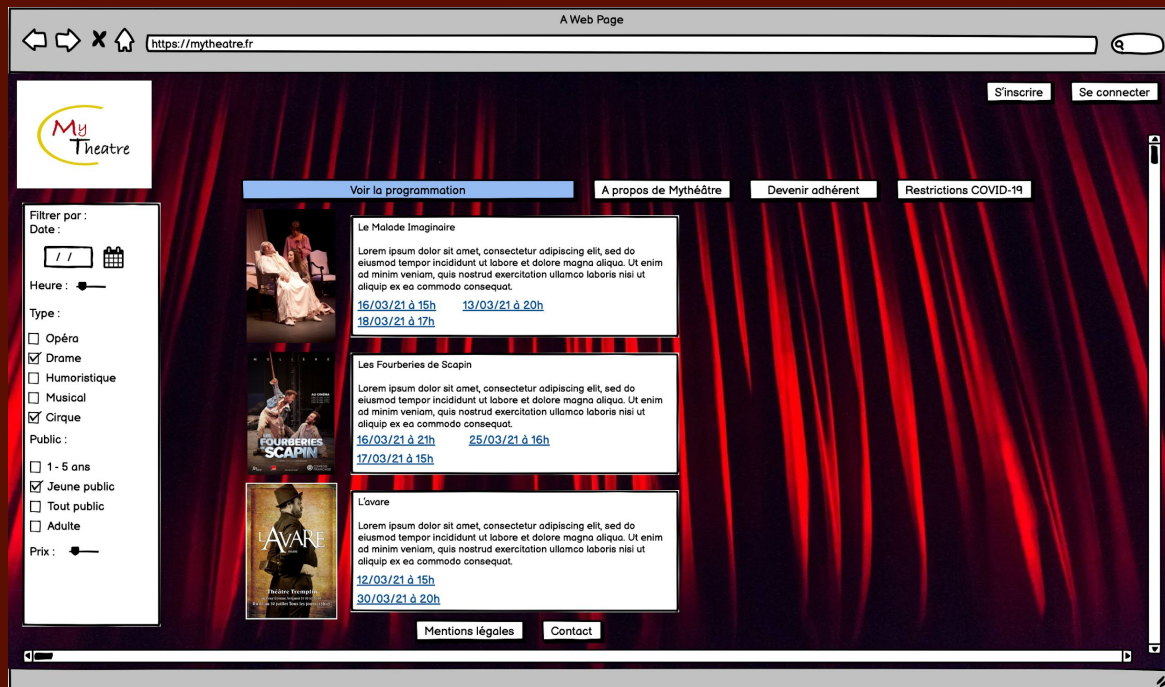 A Web Page
https://mytheatre.fr
My
Theatre
S'inscrire
Se connecter
Voir la programmation
A propos de Mythéâtre
Devenir adhérent
Restrictions COVID-19
Filtrer par :
Date :
/ /
Heure :
Type :
Opéra
Drame
Humoristique
Musical
Cirque
Public :
1 - 5 ans
Jeune public
Tout public
Adulte
Prix :
Le Malade Imaginaire
Lorem ipsum dolor sit amet, consectetur adipiscing elit, sed do
eiusmod tempor incididunt ut labore et dolore magna aliqua. Ut enim
ad minim veniam, quis nostrud exercitation ullamco laboris nisi ut
aliquip ex ea commodo consequat.
16/03/21 à 15h 13/03/21 à 20h
18/03/21 à 17h
MOLIÈRE
FOURBERIES
DE SCAPIN
Les Fourberies de Scapin
Lorem ipsum dolor sit amet, consectetur adipiscing elit, sed do
eiusmod tempor incididunt ut labore et dolore magna aliqua. Ut enim
ad minim veniam, quis nostrud exercitation ullamco laboris nisi ut
aliquip ex ea commodo consequat.
16/03/21 à 21h 25/03/21 à 16h
17/03/21 à 15h
L'AVARE
Théâtre Tremplin
L'avare
Lorem ipsum dolor sit amet, consectetur adipiscing elit, sed do
eiusmod tempor incididunt ut labore et dolore magna aliqua. Ut enim
ad minim veniam, quis nostrud exercitation ullamco laboris nisi ut
aliquip ex ea commodo consequat.
12/03/21 à 15h
30/03/21 à 20h
Mentions légales
Contact